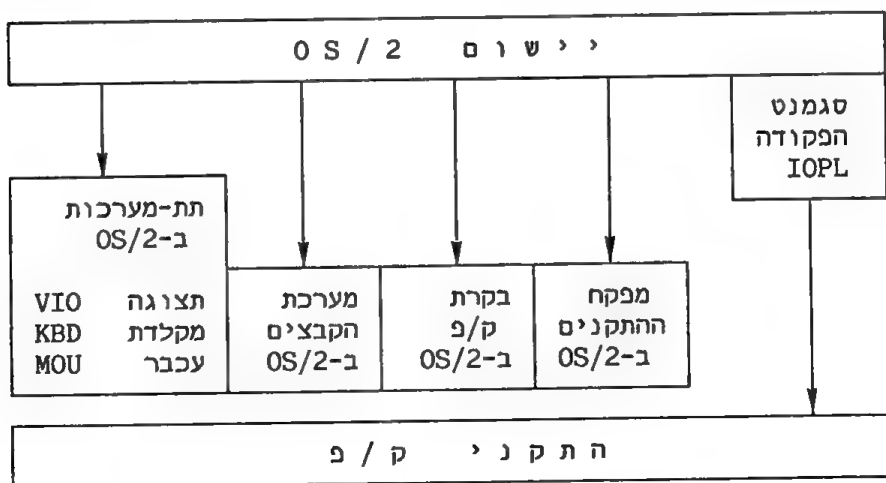 יישום OS/2
סגמנט
הפקודה
IOPL
תת-מערכות
ב-OS/2
תצוגה VIO
מקלדת KBD
עכבר MOU
מערכת
הקבצים
ב-OS/2
בקרת
ק/פ
ב-OS/2
מפקח
ההתקנים
ב-OS/2
התקני ק/פ